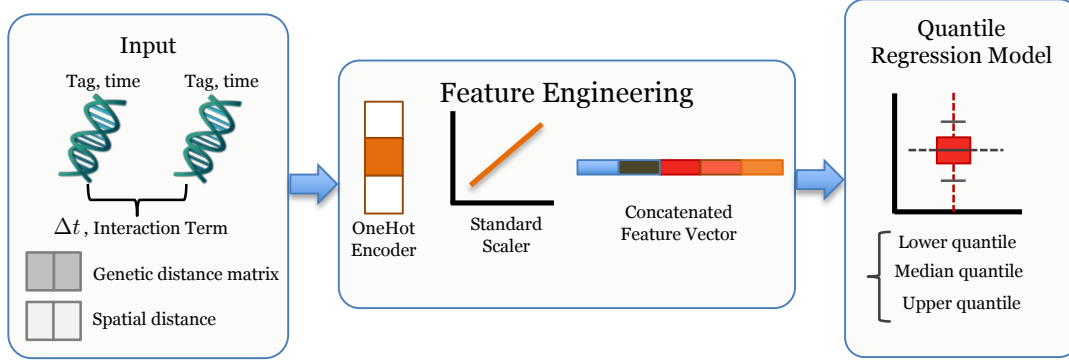 Input
Tag, time
Tag, time
Δt, Interaction Term
Genetic distance matrix
Spatial distance
Feature Engineering
OneHot
Encoder
Standard
Scaler
Concatenated
Feature Vector
Quantile
Regression Model
Lower quantile
Median quantile
Upper quantile